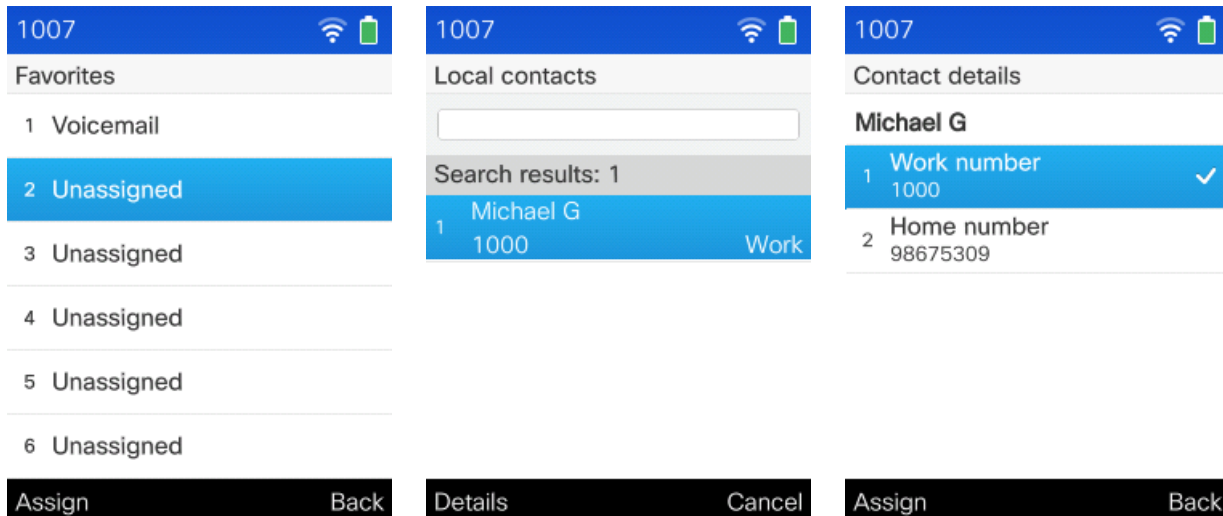 1007
Favorites
1 Voicemail
2 Unassigned
3 Unassigned
4 Unassigned
5 Unassigned
6 Unassigned
Assign Back
1007
Local contacts
Search results: 1
1 Michael G
1000 Work
Details Cancel
1007
Contact details
Michael G
1 Work number
1000
2 Home number
98675309
Assign Back